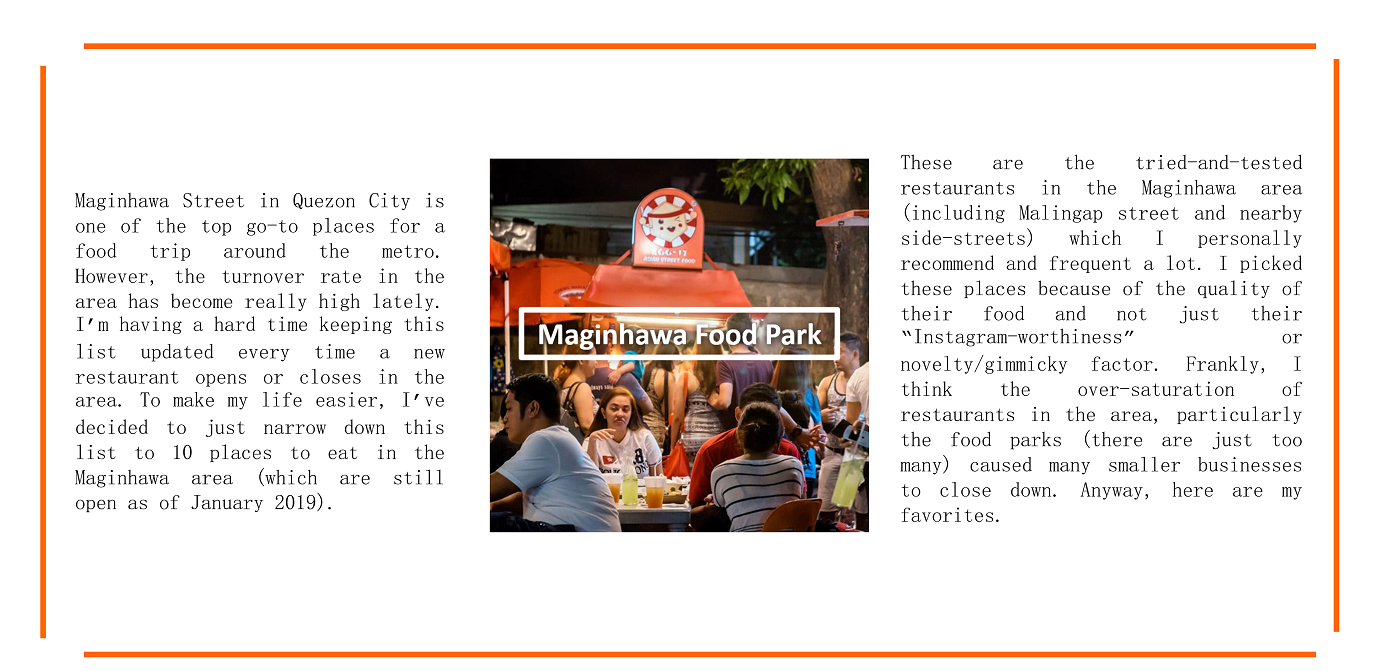 Maginhawa Street in Quezon City is
one of the top go-to places for a
food trip around the metro.
However, the turnover rate in the
area has become really high lately.
I’m having a hard time keeping this
list updated every time a new
restaurant opens or closes in the
area. To make my life easier, I’ve
decided to just narrow down this
list to 10 places to eat in the
Maginhawa area (which are still
open as of January 2019).
EGG-17
ASIAN STREET FOOD
Maginhawa Food Park
These are the tried-and-tested
restaurants in the Maginhawa area
(including Malingap street and nearby
side-streets) which I personally
recommend and frequent a lot. I picked
these places because of the quality of
their food and not just their
“Instagram-worthiness” or
novelty/gimmicky factor. Frankly, I
think the over-saturation of
restaurants in the area, particularly
the food parks (there are just too
many) caused many smaller businesses
to close down. Anyway, here are my
favorites.